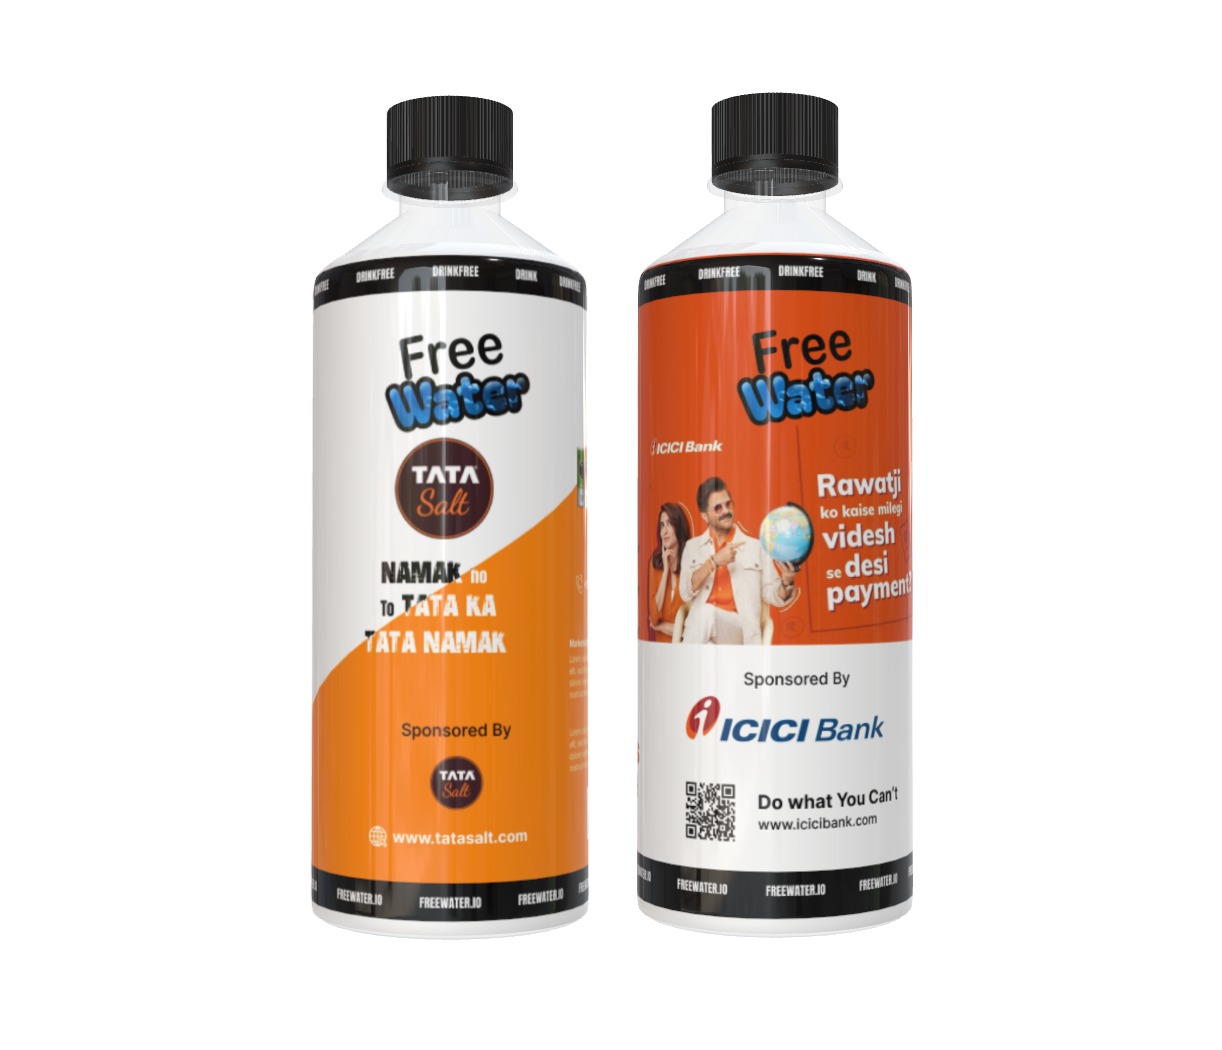 DRINKFREE DRINKFREE DRINK DRINKFREE
Free
Water
TATA
Salt
NAMAK no
To TATA KA
TATA NAMAK
Sponsored By
TATA
Salt
www.tatasalt.com
FREEWATER.IO FREEWATER.IO FREEWATER.IO
DRINKFREE DRINKFREE DRINK
Free
Water
ICICI Bank
Rawatji
ko kaise milegi
videsh
se desi
payment?
Sponsored By
ICICI Bank
Do what You Can't
www.icicibank.com
FREEWATER.IO FREEWATER.IO FREEWATER.IO